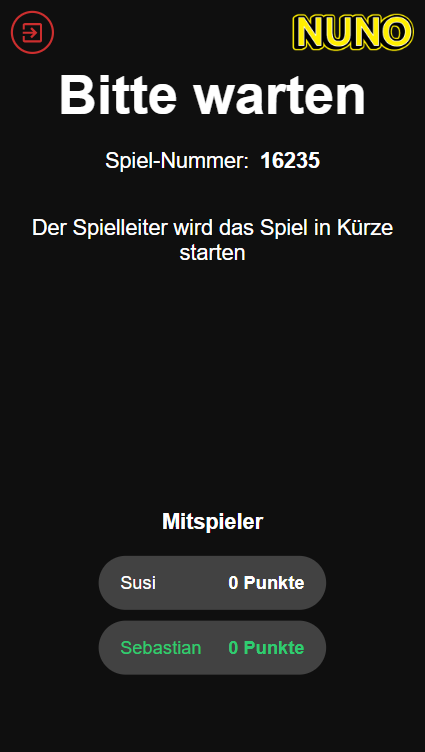 NUNO
Bitte warten
Spiel-Nummer: 16235
Der Spielleiter wird das Spiel in Kürze
starten
Mitspieler
Susi 0 Punkte
Sebastian 0 Punkte